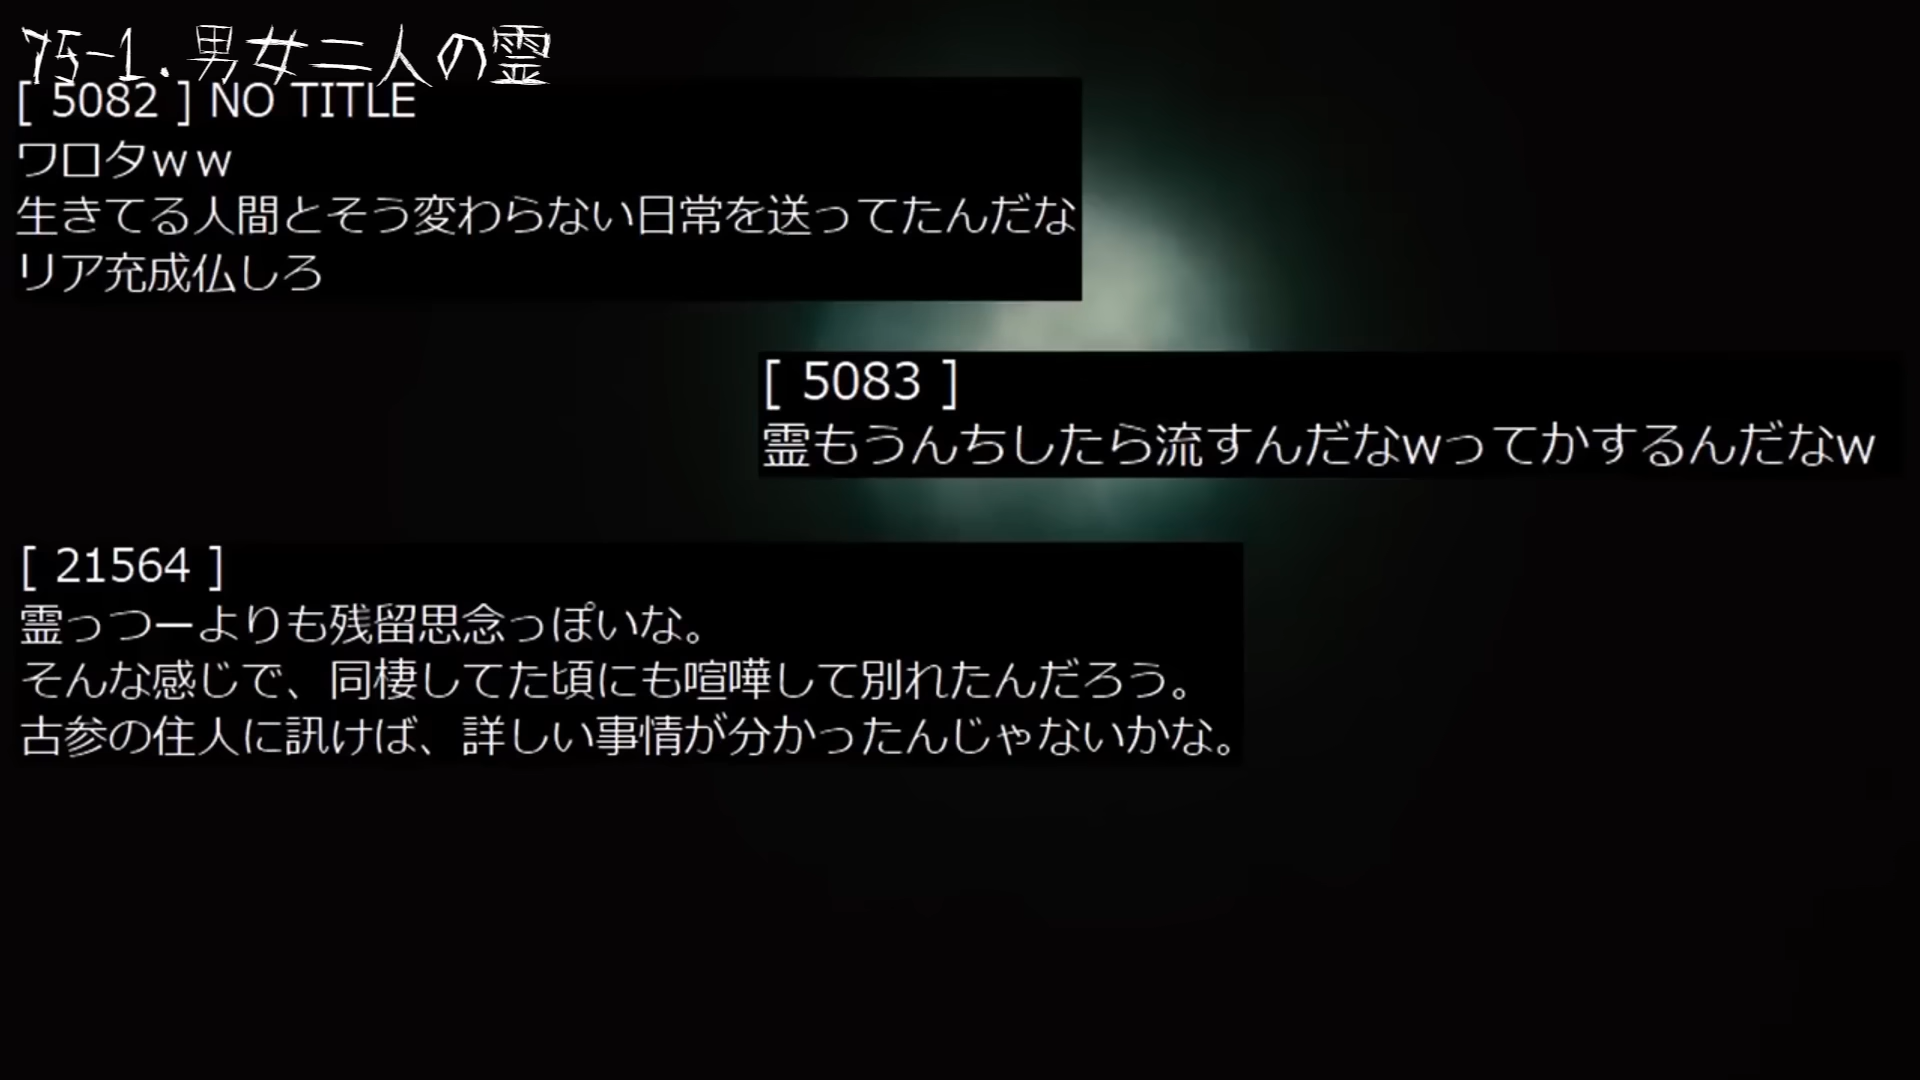 75-1.男女二人の霊
[ 5082 ] NO TITLE
ワロタｗｗ
生きてる人間とそう変わらない日常を送ってたんだな
リア充成仏しろ
[ 5083 ]
霊もうんちしたら流すんだなwってかするんだなw
[ 21564 ]
霊っつーよりも残留思念っぽいな。
そんな感じで、同棲してた頃にも喧嘩して別れたんだろう。
古参の住人に訊けば、詳しい事情が分かったんじゃないかな。